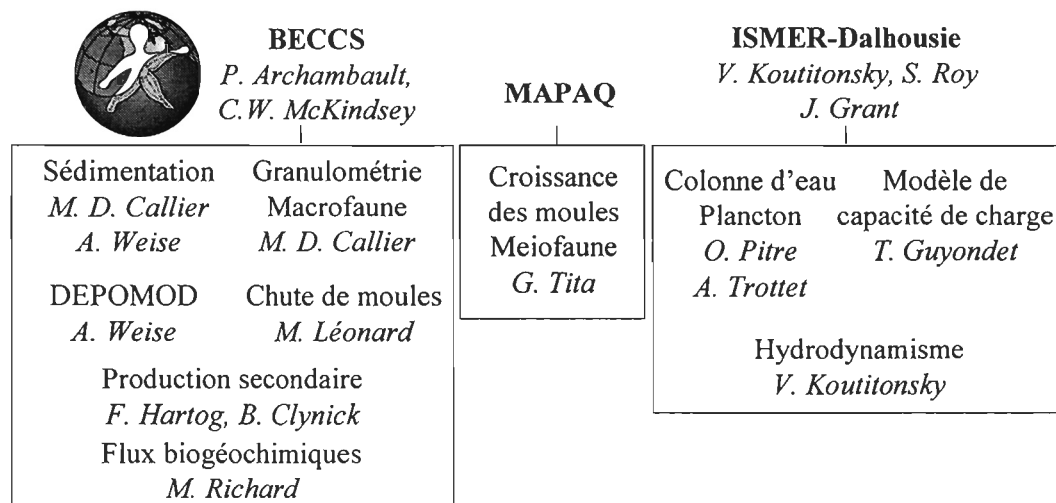 BECCS
P. Archambault,
C.W. McKindsey
Sédimentation
M. D. Callier
A. Weise
Granulométrie
Macrofaune
M. D. Callier
DEPOMOD
A. Weise
Chute de moules
M. Léonard
Production secondaire
F. Hartog, B. Clynick
Flux biogéochimiques
M. Richard
MAPAQ
Croissance
des moules
Meiofaune
G. Tita
ISMER-Dalhousie
V. Koutitonsky, S. Roy
J. Grant
Colonne d'eau
Plancton
O. Pitre
A. Trottet
Modèle de
capacité de charge
T. Guyondet
Hydrodynamisme
V. Koutitonsky